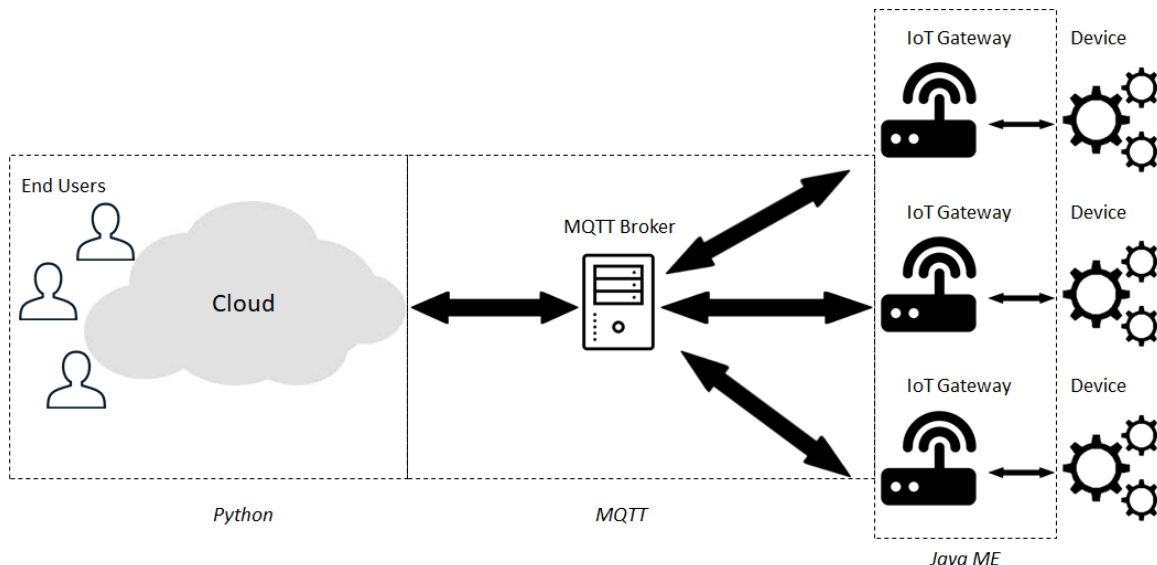 IoT Gateway
Device
End Users
MQTT Broker
Cloud
IoT Gateway
Device
IoT Gateway
Device
Python
MQTT
Java ME